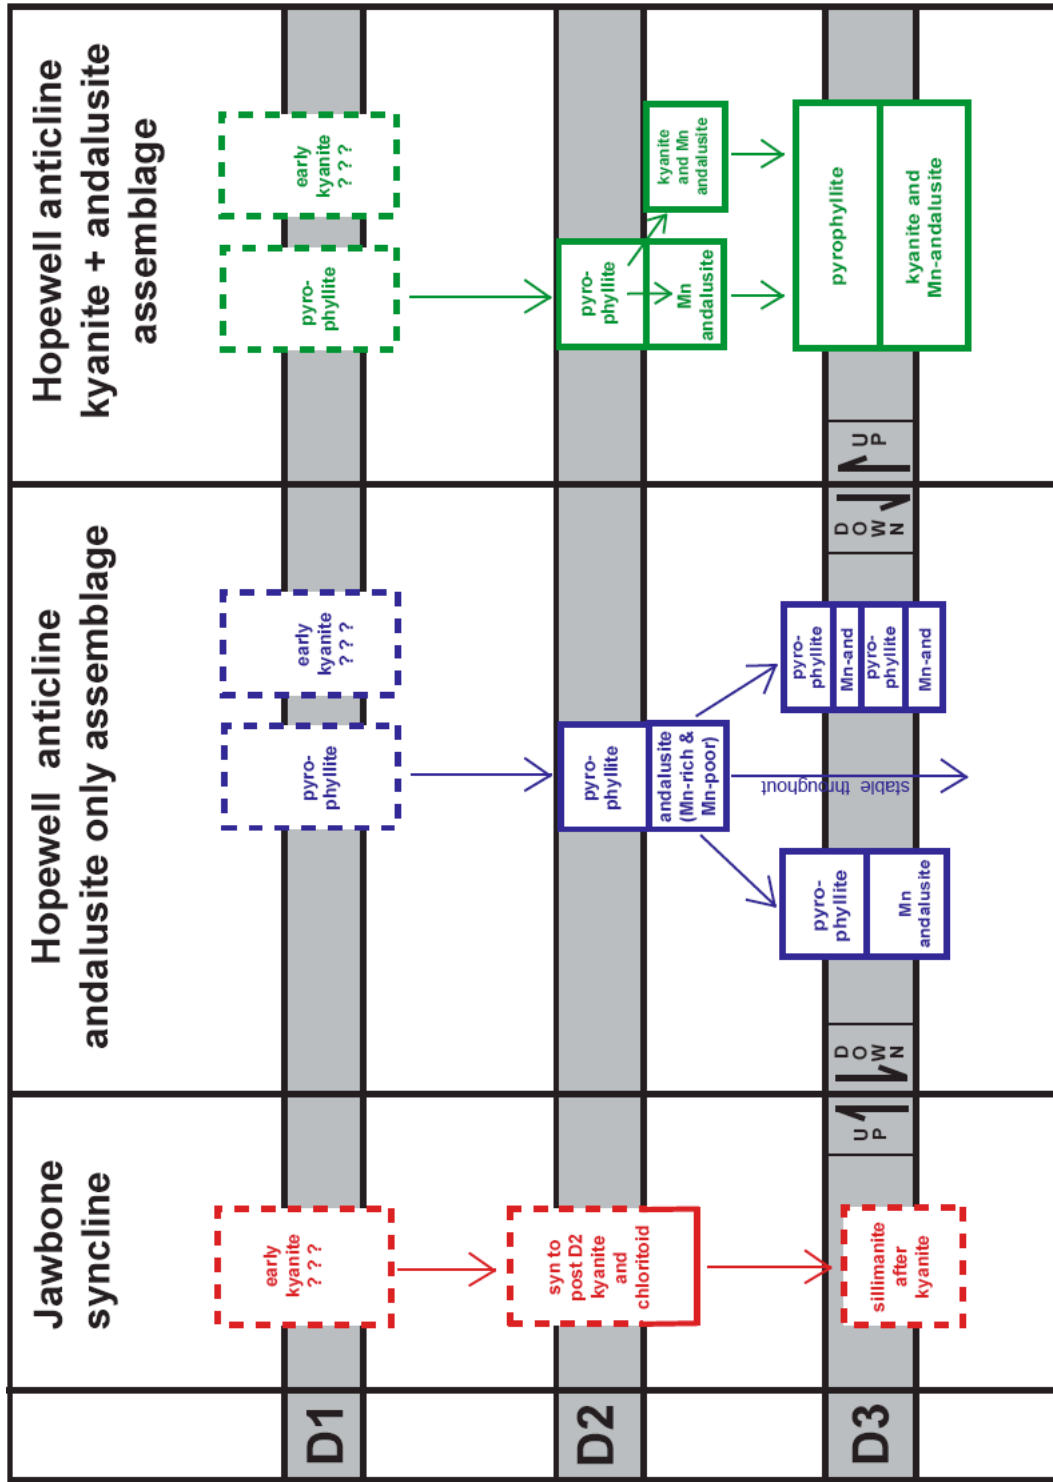 Jawbone
syncline
Hopewell anticline
andalusite only assemblage
Hopewell anticline
kyanite + andalusite
assemblage
D1
early
kyanite
? ? ?
pyro-
phyllite
early
kyanite
? ? ?
pyro-
phyllite
early
kyanite
? ? ?
D2
syn to
post D2
kyanite
and
chloritoid
pyro-
phyllite
andalusite
(Mn-rich &
Mn-poor)
pyro-
phyllite
Mn
andalusite
kyanite
and Mn
andalusite
stable throughout
D3
sillimanite
after
kyanite
UP
DOWN
pyro-
phyllite
Mn
andalusite
pyro-
phyllite
Mn-and
pyro-
phyllite
Mn-and
DOWN
UP
pyrophyllite
kyanite and
Mn-andalusite